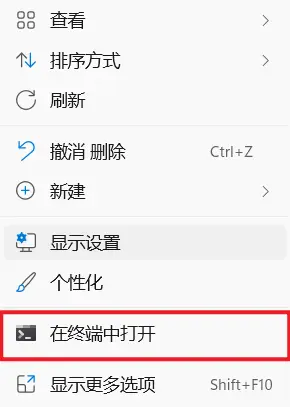 查看
排序方式
刷新
撤消 删除 Ctrl+Z
新建
显示设置
个性化
在终端中打开
显示更多选项 Shift+F10